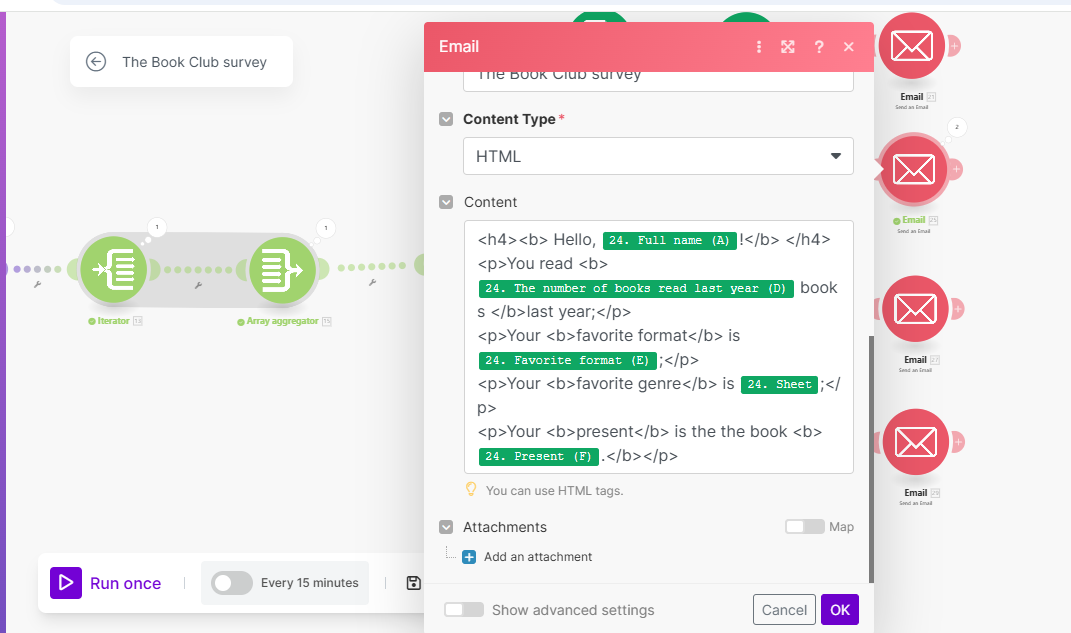 The Book Club survey
Email
?
The Book Club survey
Content Type *
HTML
Content
<h4><b> Hello, 24. Full name (A) !</b> </h4>
<p>You read <b>
24. The number of books read last year (D) book
s </b>last year;</p>
<p>Your <b>favorite format</b> is
24. Favorite format (E) ;</p>
<p>Your <b>favorite genre</b> is 24. Sheet ;</
p>
<p>Your <b>present</b> is the the book <b>
24. Present (F) .</b></p>
You can use HTML tags.
Attachments
Map
Add an attachment
Show advanced settings
Cancel
OK
1
Iterator
1
Array aggregator
Run once
Every 15 minutes
Email
Send an Email
2
Email
Send an Email
Email
Send an Email
Email
Send an Email